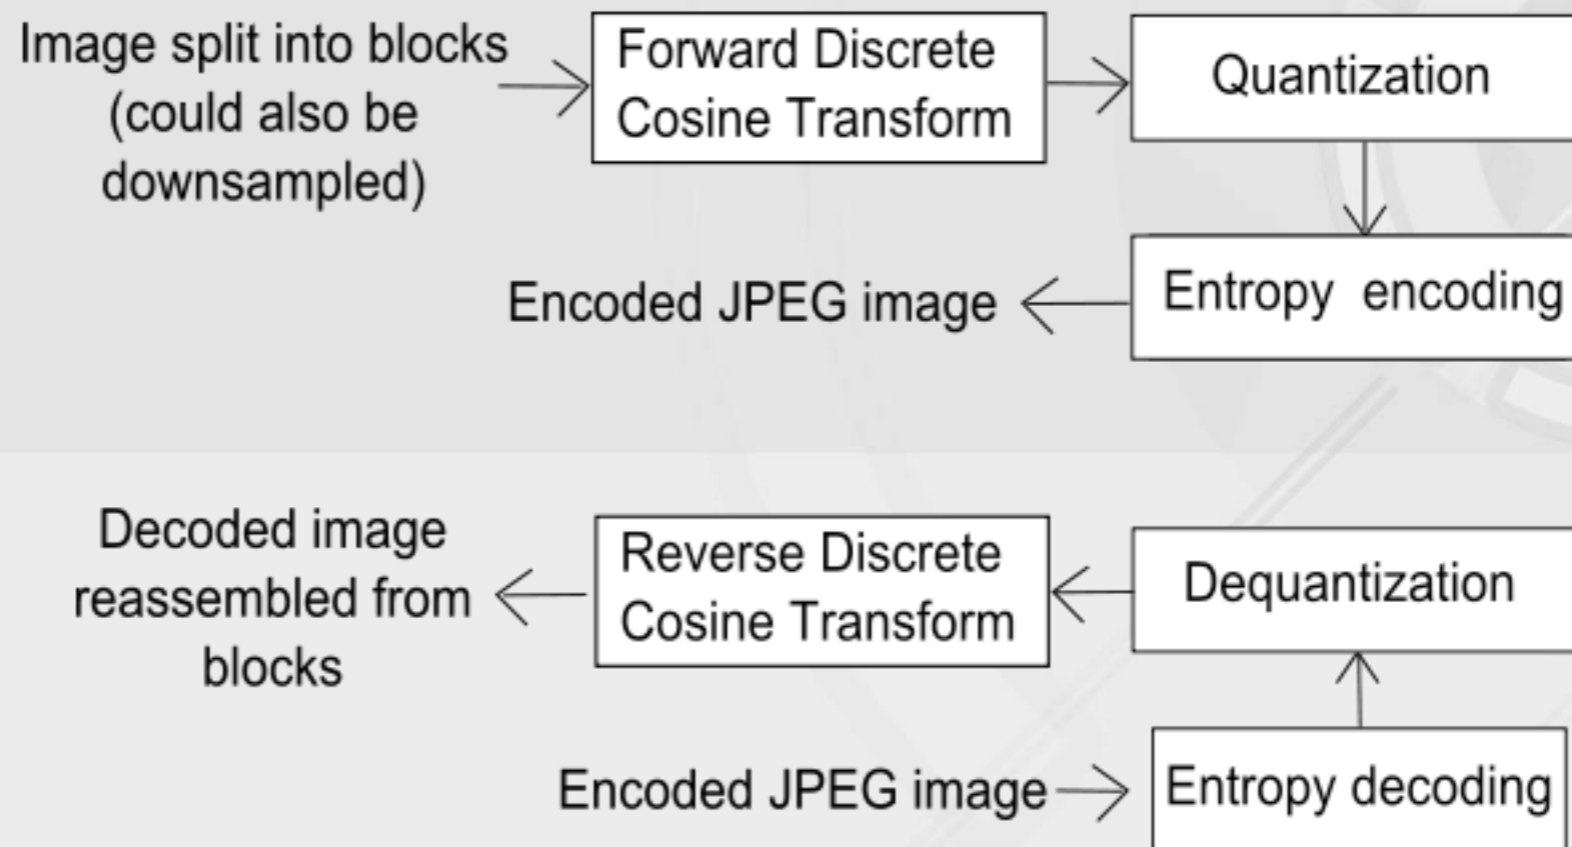 Image split into blocks
(could also be
downsampled)
Forward Discrete
Cosine Transform
Quantization
Entropy encoding
Encoded JPEG image
Decoded image
reassembled from
blocks
Reverse Discrete
Cosine Transform
Dequantization
Encoded JPEG image
Entropy decoding